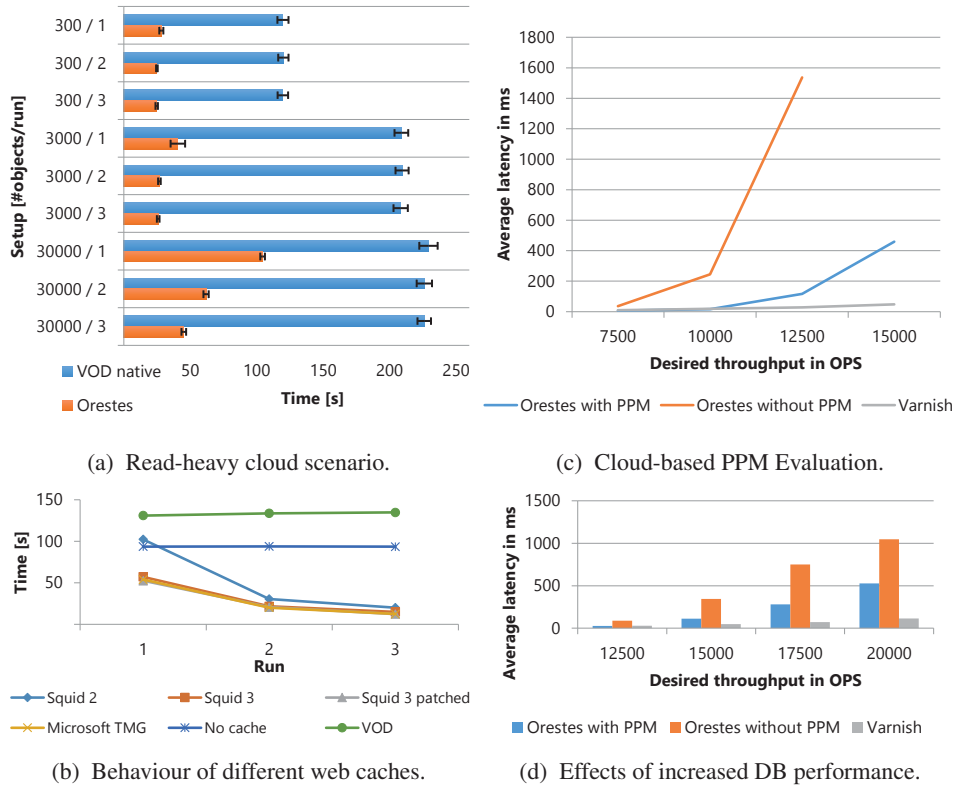 Setup [#objects/run]
300 / 1
300 / 2
300 / 3
3000 / 1
3000 / 2
3000 / 3
30000 / 1
30000 / 2
30000 / 3
VOD native
Orestes
50 100 150 200 250
Time [s]
(a) Read-heavy cloud scenario.
Average latency in ms
1800
1600
1400
1200
1000
800
600
400
200
0
7500 10000 12500 15000
Desired throughput in OPS
Orestes with PPM Orestes without PPM Varnish
(c) Cloud-based PPM Evaluation.
Time [s]
150
100
50
1 2 3
Run
Squid 2 Squid 3 Squid 3 patched
Microsoft TMG No cache VOD
(b) Behaviour of different web caches.
Average latency in ms
1500
1000
500
0
12500 15000 17500 20000
Desired throughput in OPS
Orestes with PPM Orestes without PPM Varnish
(d) Effects of increased DB performance.